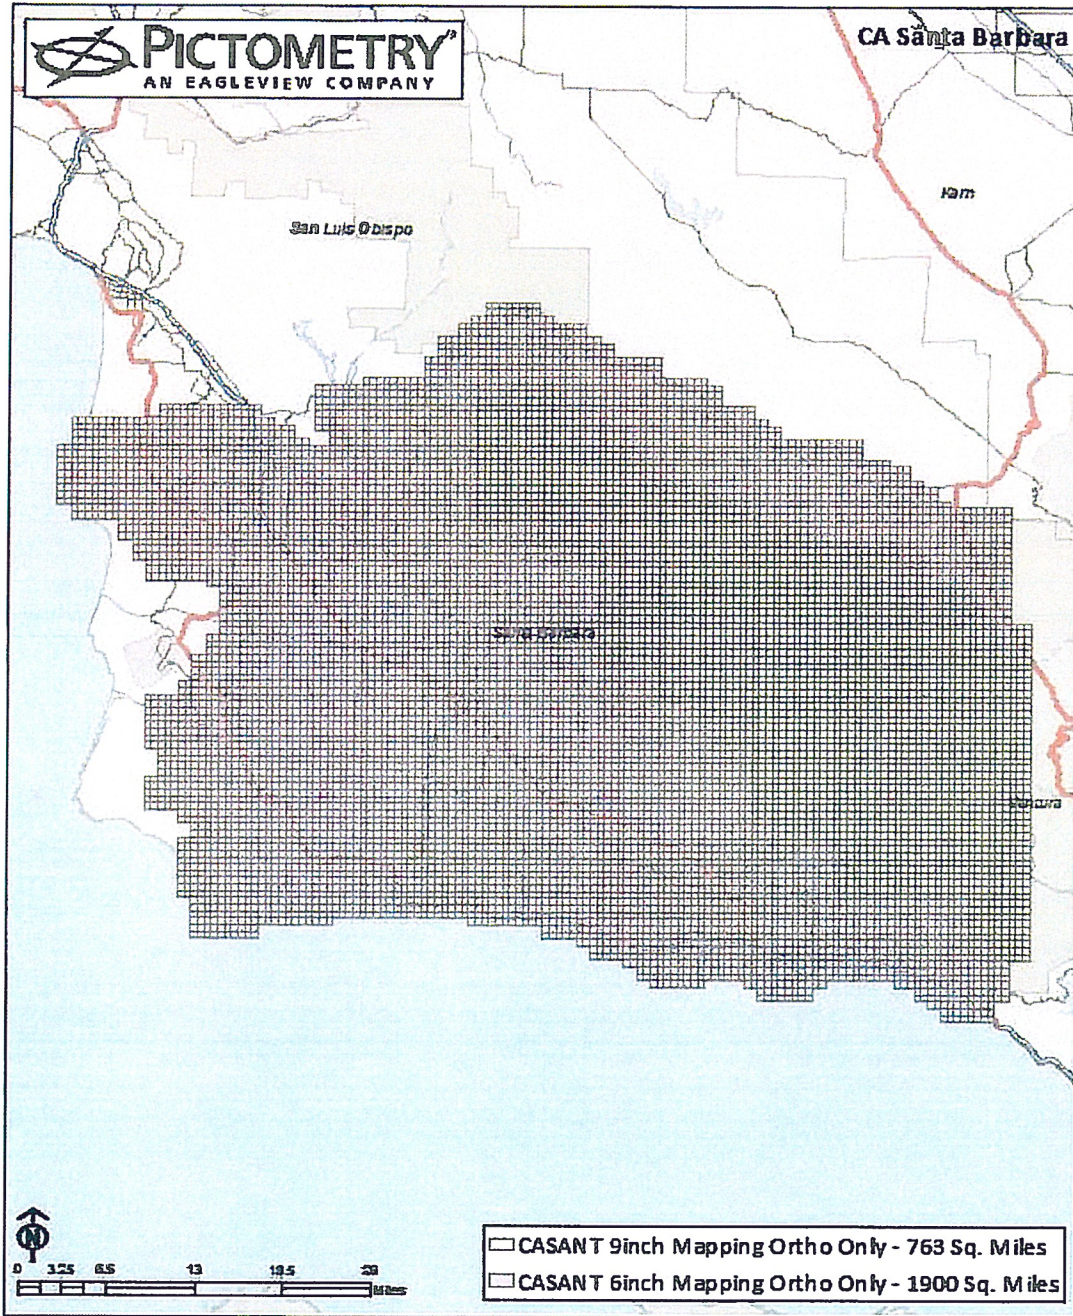 PICTOMETRY
AN EAGLEVIEW COMPANY
CA Santa Barbara
Kern
San Luis Obispo
Santa Barbara
Ventura
N
0 3.25 6.5 13 19.5 26
Miles
CASANT 9inch Mapping Ortho Only - 763 Sq. Miles
CASANT 6inch Mapping Ortho Only - 1900 Sq. Miles